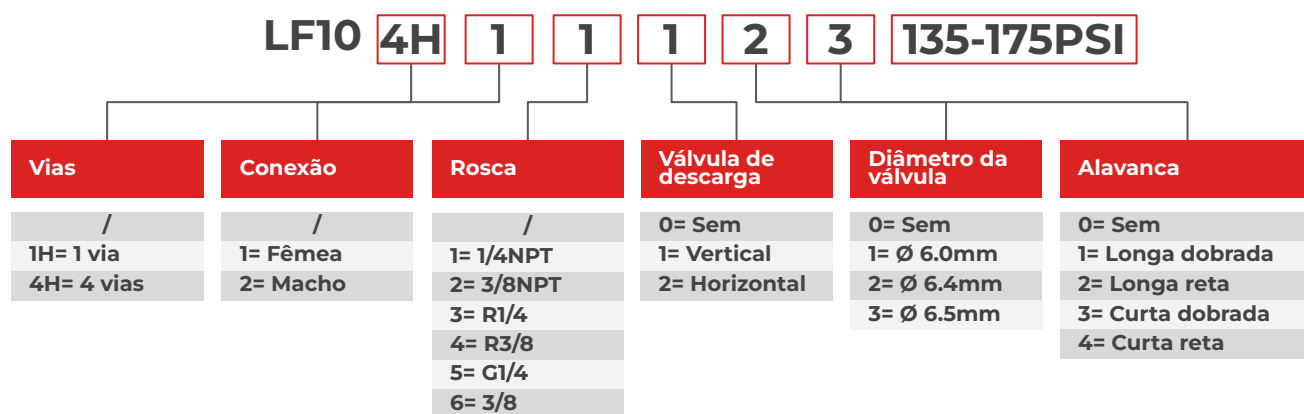 LF10 4H 1 1 1 2 3 135-175PSI
Vias
/
1H= 1 via
4H= 4 vias
Conexão
/
1= Fêmea
2= Macho
Rosca
/
1= 1/4NPT
2= 3/8NPT
3= R1/4
4= R3/8
5= G1/4
6= 3/8
Válvula de
descarga
0= Sem
1= Vertical
2= Horizontal
Diâmetro da
válvula
0= Sem
1= Ø 6.0mm
2= Ø 6.4mm
3= Ø 6.5mm
Alavanca
0= Sem
1= Longa dobrada
2= Longa reta
3= Curta dobrada
4= Curta reta